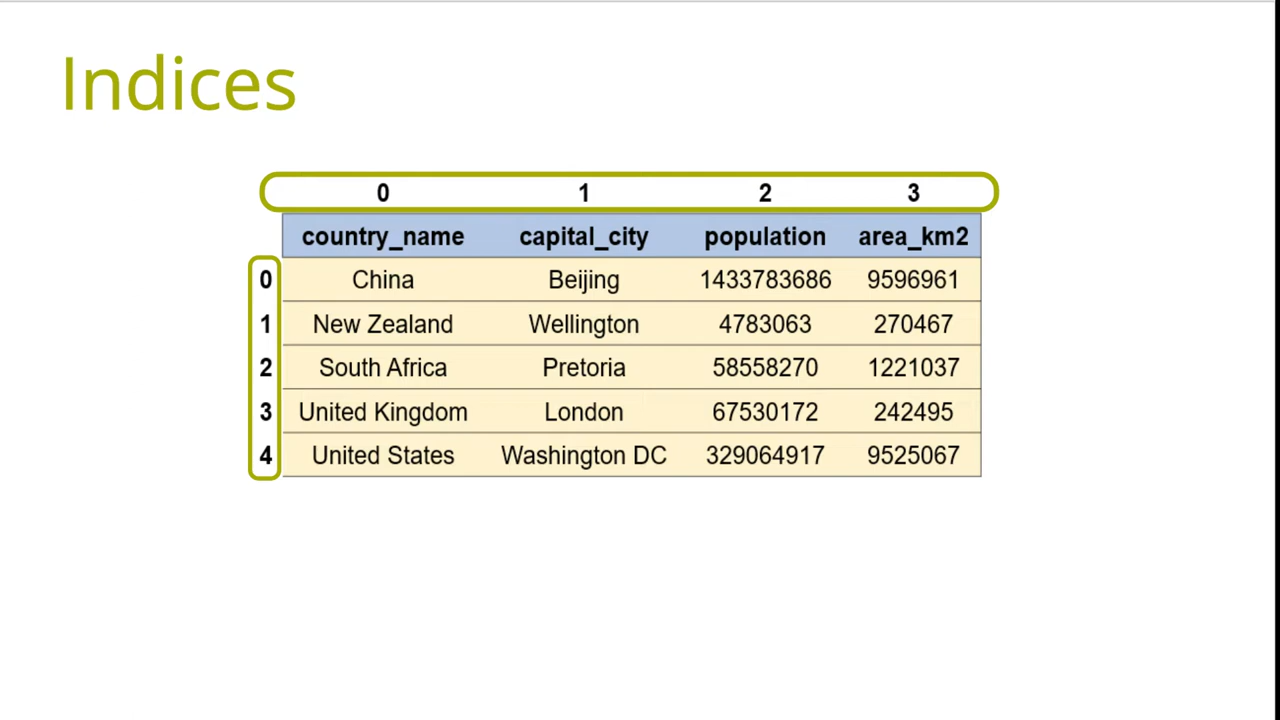 Indices
0 1 2 3
country_name capital_city population area_km2
0 China Beijing 1433783686 9596961
1 New Zealand Wellington 4783063 270467
2 South Africa Pretoria 58558270 1221037
3 United Kingdom London 67530172 242495
4 United States Washington DC 329064917 9525067